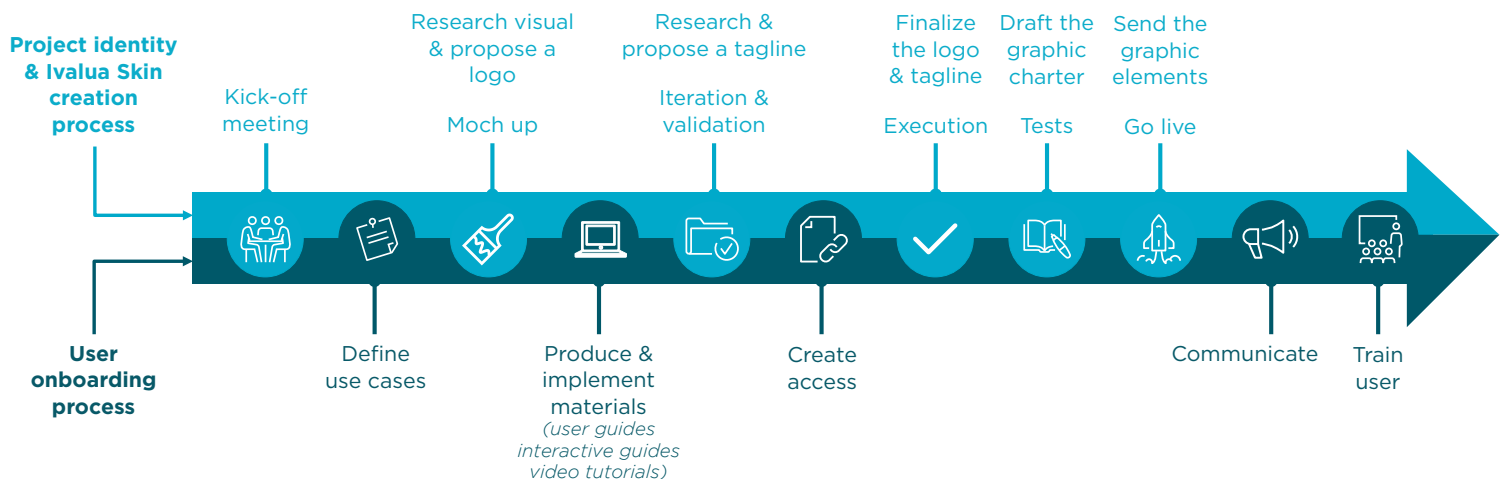 Project identity
& Ivalua Skin
creation
process
Kick-off
meeting
Research visual
& propose a
logo
Moch up
Research &
propose a tagline
Iteration &
validation
Finalize
the logo
& tagline
Execution
Draft the
graphic
charter
Tests
Send the
graphic
elements
Go live
User
onboarding
process
Define
use cases
Produce &
implement
materials
(user guides
interactive guides
video tutorials)
Create
access
Communicate
Train
user